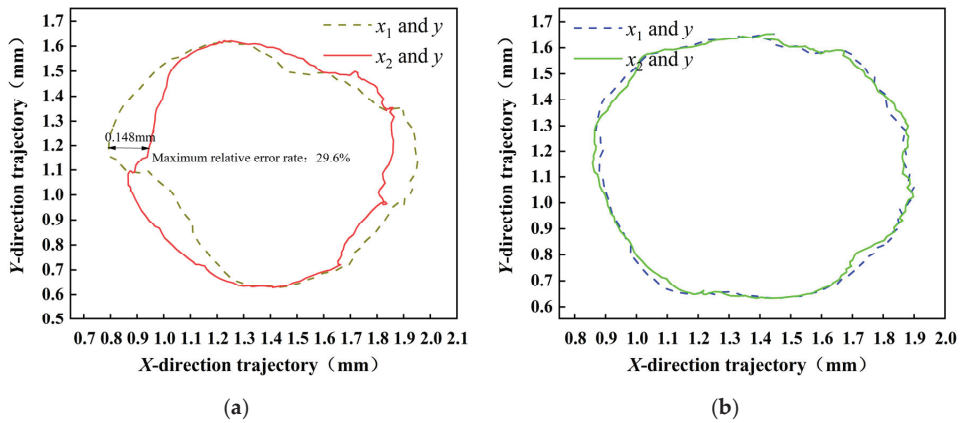 x1 and y
x2 and y
1.7
1.6
1.5
1.4
1.3
1.2
1.1
1.0
0.9
0.8
0.7
0.6
0.5
Y-direction trajectory（mm）
0.148mm
Maximum relative error rate：29.6%
0.7 0.8 0.9 1.0 1.1 1.2 1.3 1.4 1.5 1.6 1.7 1.8 1.9 2.0 2.1
X-direction trajectory（mm）
(a)
x1 and y
x2 and y
1.7
1.6
1.5
1.4
1.3
1.2
1.1
1.0
0.9
0.8
0.7
0.6
Y-direction trajectory（mm）
0.8 0.9 1.0 1.1 1.2 1.3 1.4 1.5 1.6 1.7 1.8 1.9 2.0
X-direction trajectory（mm）
(b)